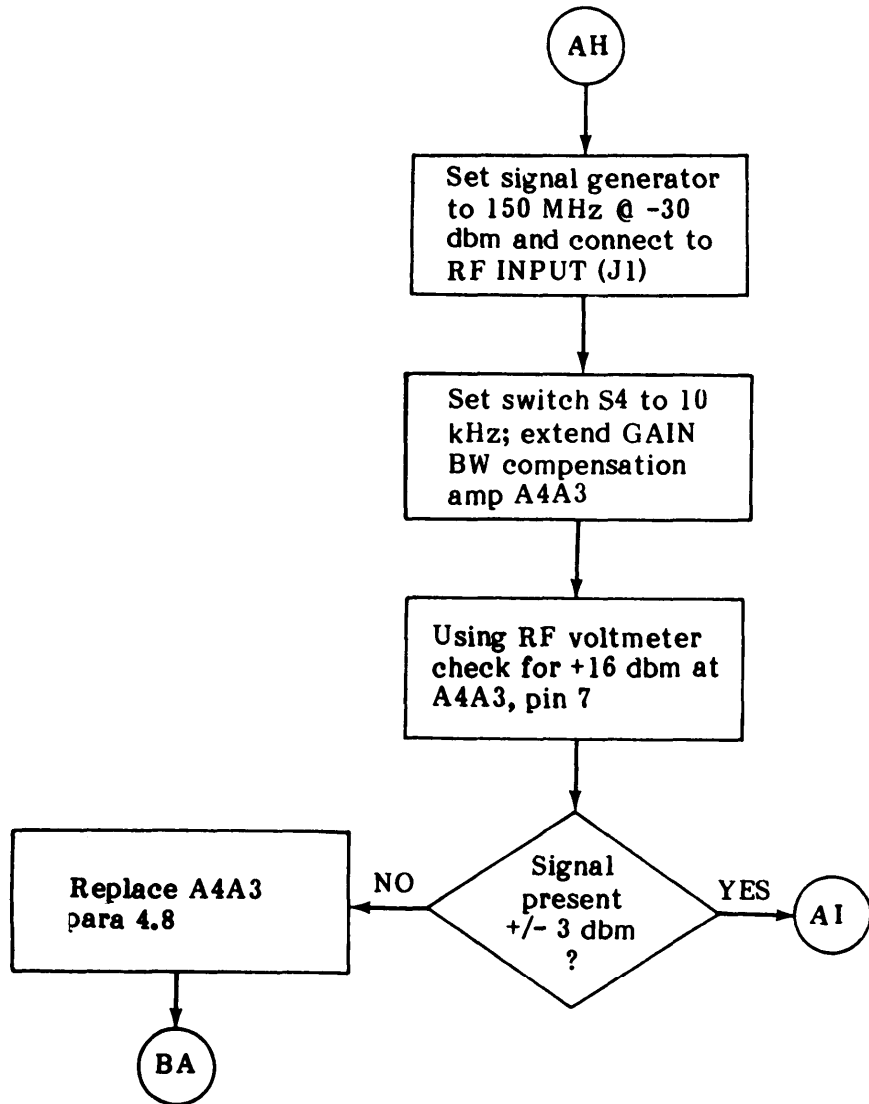 AH
Set signal generator
to 150 MHz @ -30
dbm and connect to
RF INPUT (J1)
Set switch S4 to 10
kHz; extend GAIN
BW compensation
amp A4A3
Using RF voltmeter
check for +16 dbm at
A4A3, pin 7
Signal
present
+/- 3 dbm
?
NO
YES
Replace A4A3
para 4.8
AI
BA